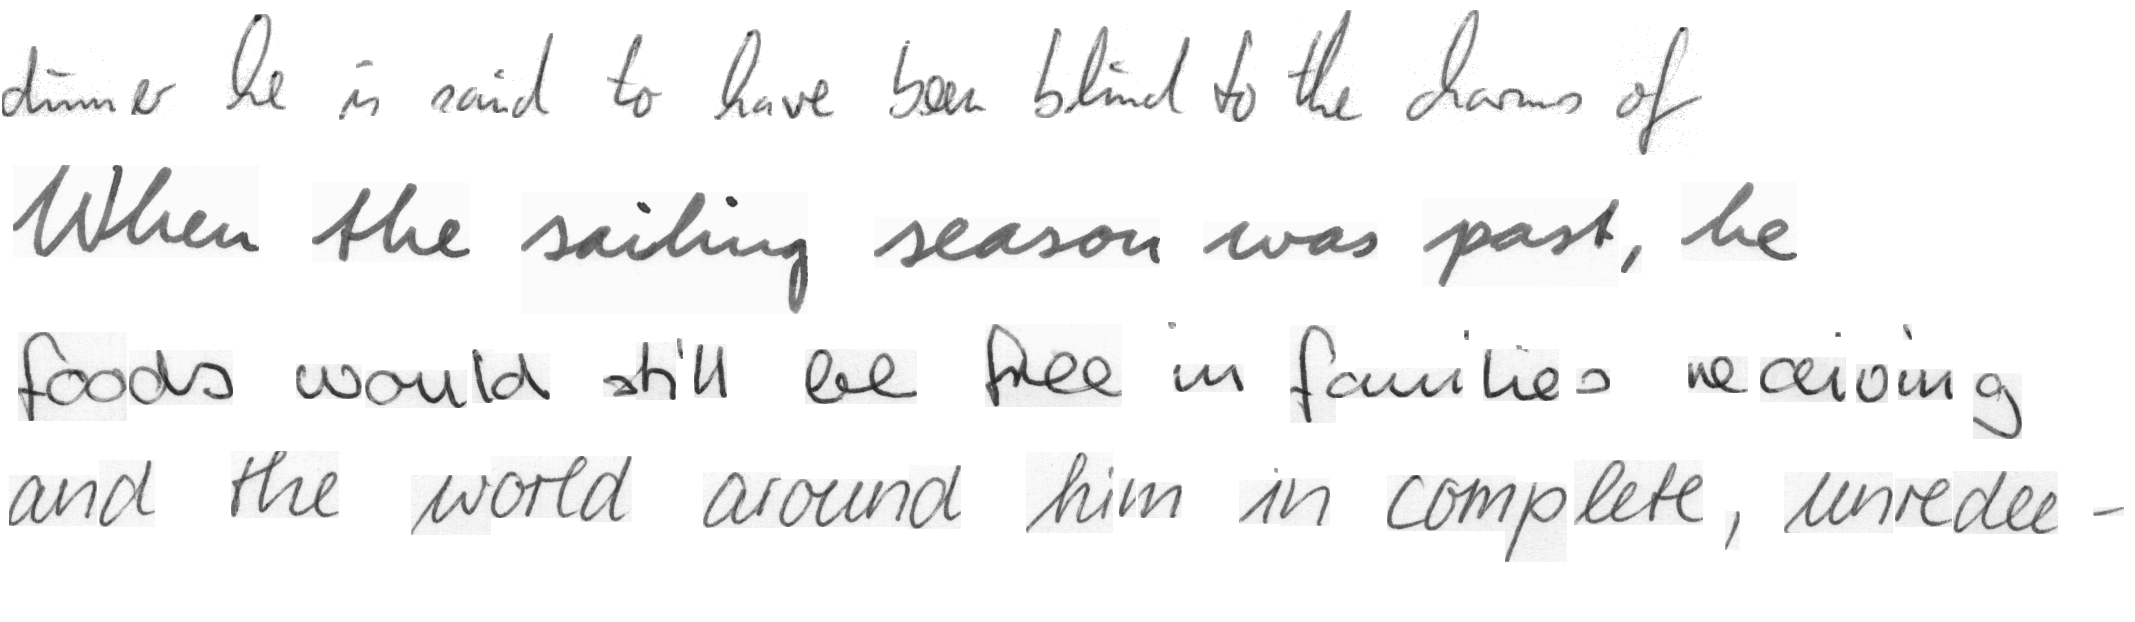 dinner he is said to have been blind to the charms of
When the sailing season was past, he
foods would still be free in families receiving
and the world around him in complete, unredee-